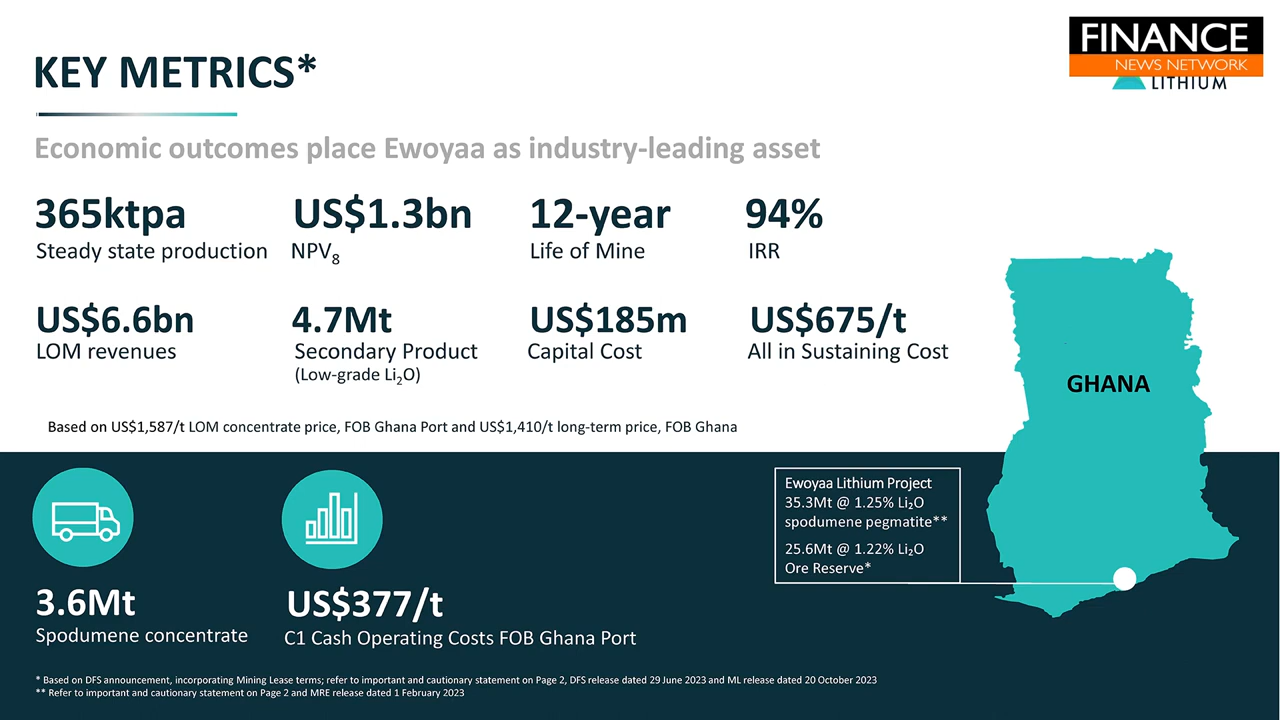 FINANCE
NEWS NETWORK
LITHIUM
KEY METRICS*
Economic outcomes place Ewoyaa as industry-leading asset
365ktpa
Steady state production
US$1.3bn
NPV₈
12-year
Life of Mine
94%
IRR
US$6.6bn
LOM revenues
4.7Mt
Secondary Product
(Low-grade Li₂O)
US$185m
Capital Cost
US$675/t
All in Sustaining Cost
GHANA
Based on US$1,587/t LOM concentrate price, FOB Ghana Port and US$1,410/t long-term price, FOB Ghana
Ewoyaa Lithium Project
35.3Mt @ 1.25% Li₂O
spodumene pegmatite**
25.6Mt @ 1.22% Li₂O
Ore Reserve*
3.6Mt
Spodumene concentrate
US$377/t
C1 Cash Operating Costs FOB Ghana Port
* Based on DFS announcement, incorporating Mining Lease terms; refer to important and cautionary statement on Page 2, DFS release dated 29 June 2023 and ML release dated 20 October 2023
** Refer to important and cautionary statement on Page 2 and MRE release dated 1 February 2023